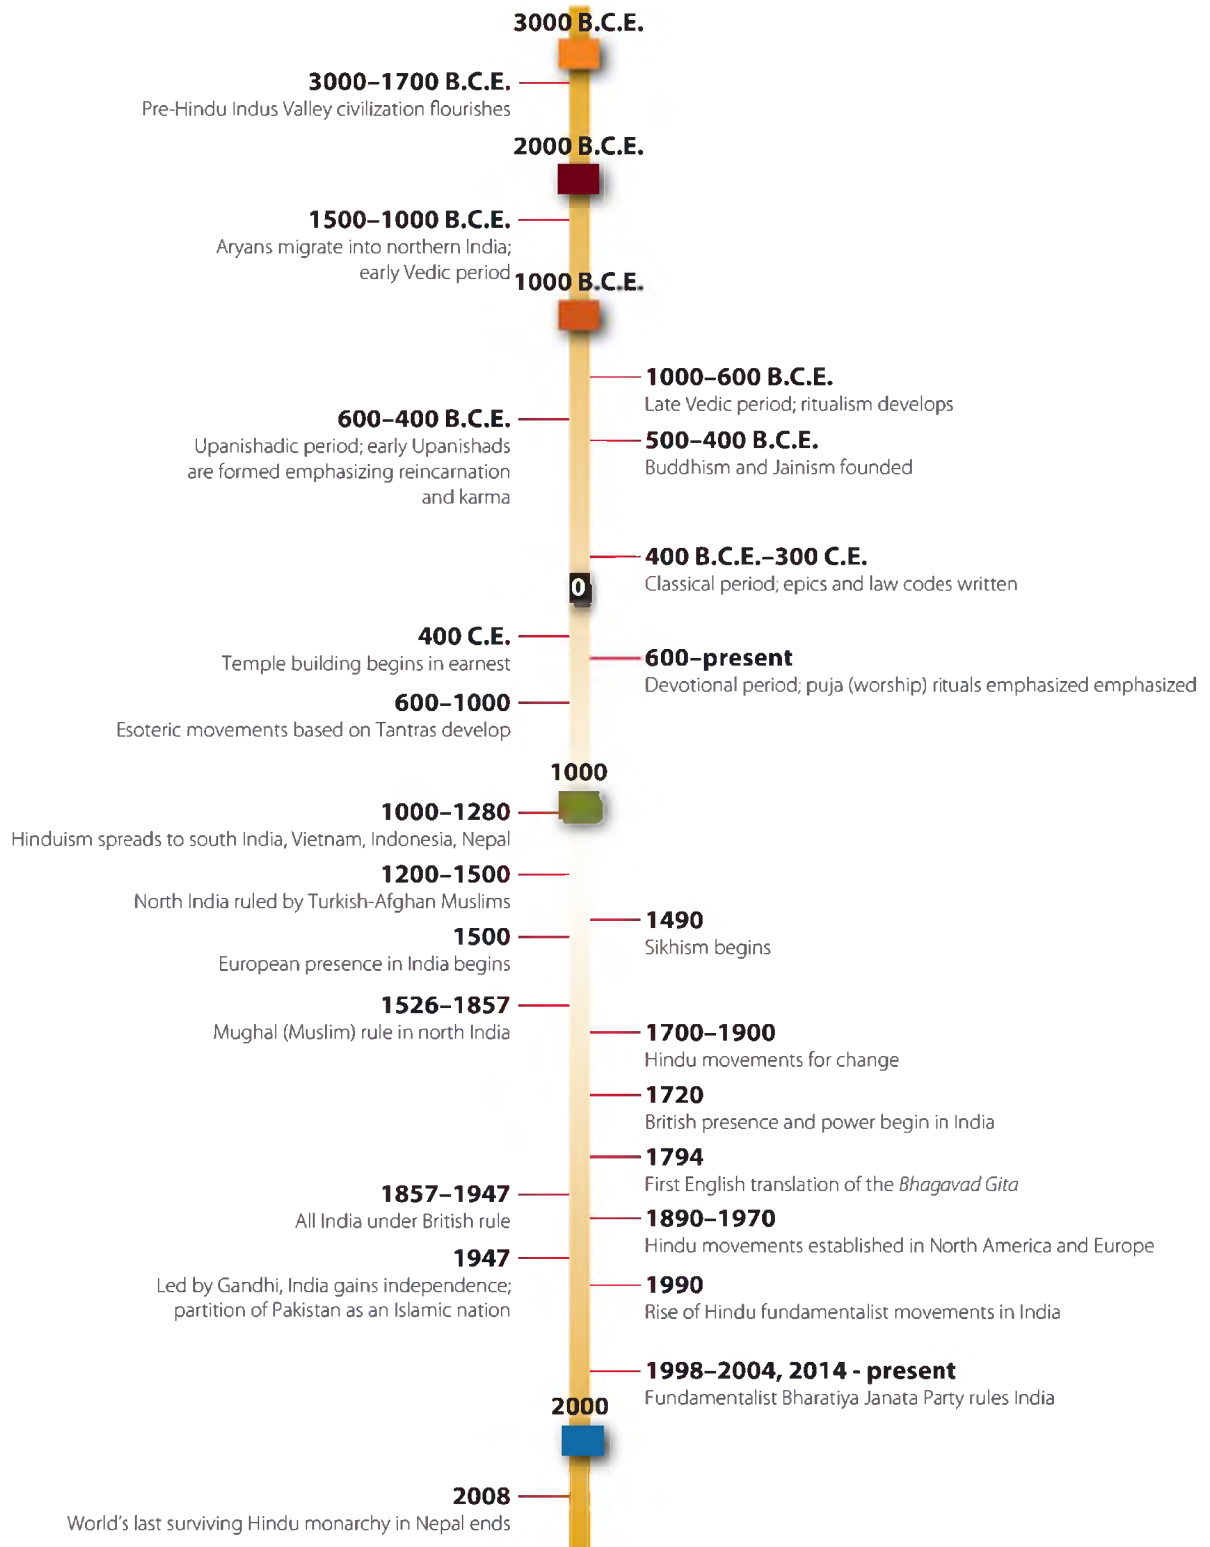 3000 B.C.E.
3000–1700 B.C.E.
Pre-Hindu Indus Valley civilization flourishes
2000 B.C.E.
1500–1000 B.C.E.
Aryans migrate into northern India;
early Vedic period
1000 B.C.E.
1000–600 B.C.E.
Late Vedic period; ritualism develops
600–400 B.C.E.
Upanishadic period; early Upanishads
are formed emphasizing reincarnation
and karma
500–400 B.C.E.
Buddhism and Jainism founded
400 B.C.E.–300 C.E.
Classical period; epics and law codes written
0
400 C.E.
Temple building begins in earnest
600–present
Devotional period; puja (worship) rituals emphasized emphasized
600–1000
Esoteric movements based on Tantras develop
1000
1000–1280
Hinduism spreads to south India, Vietnam, Indonesia, Nepal
1200–1500
North India ruled by Turkish-Afghan Muslims
1490
Sikhism begins
1500
European presence in India begins
1526–1857
Mughal (Muslim) rule in north India
1700–1900
Hindu movements for change
1720
British presence and power begin in India
1794
First English translation of the Bhagavad Gita
1857–1947
All India under British rule
1890–1970
Hindu movements established in North America and Europe
1947
Led by Gandhi, India gains independence;
partition of Pakistan as an Islamic nation
1990
Rise of Hindu fundamentalist movements in India
1998–2004, 2014 - present
Fundamentalist Bharatiya Janata Party rules India
2000
2008
World's last surviving Hindu monarchy in Nepal ends